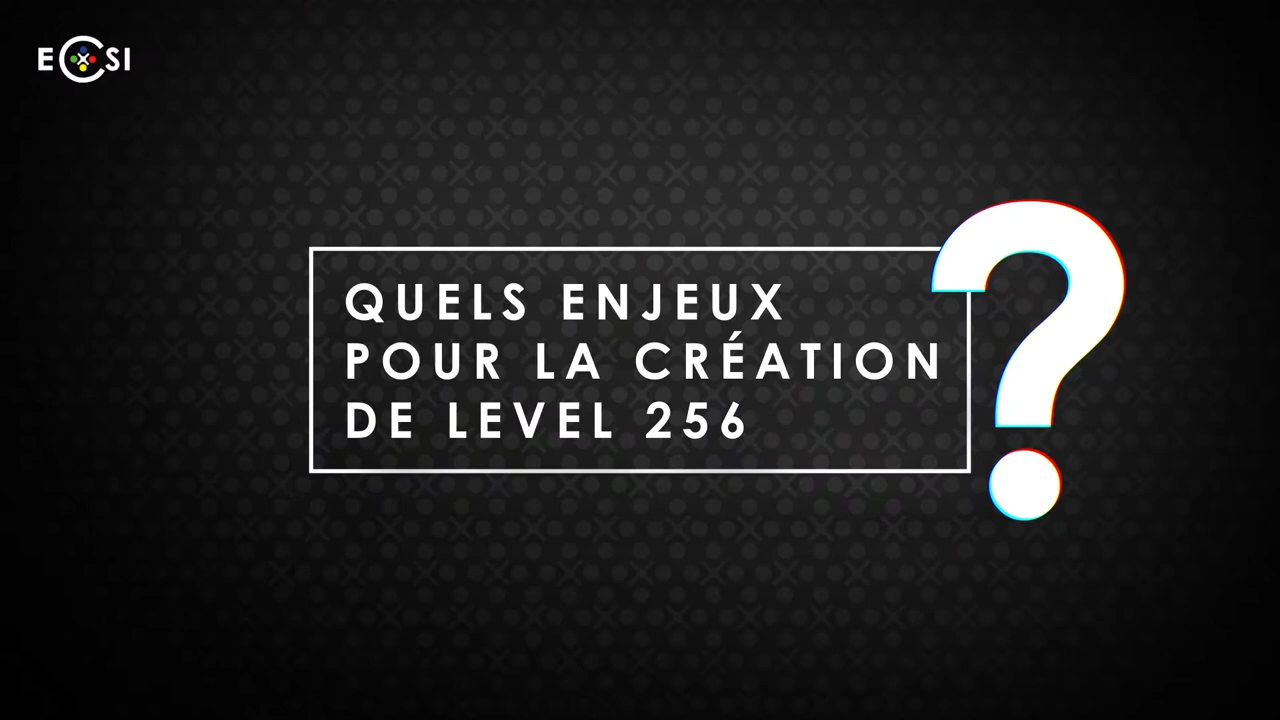 ECSI
QUELS ENJEUX
POUR LA CRÉATION
DE LEVEL 256
?